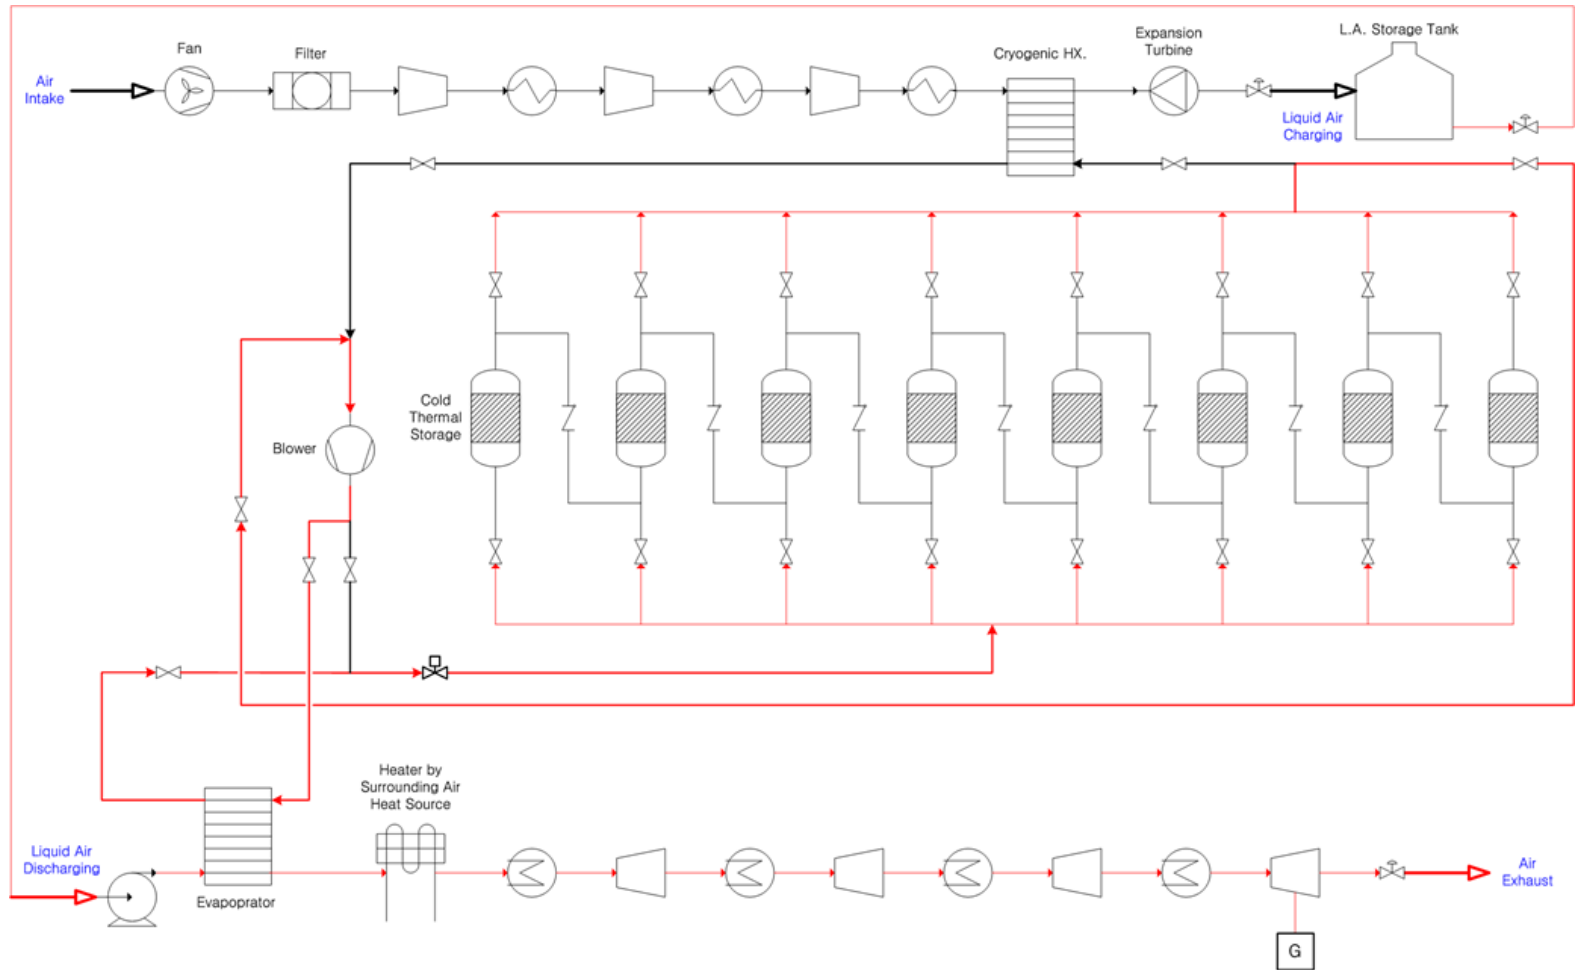 Fan
Filter
Air
Intake
Cryogenic HX.
Expansion
Turbine
L.A. Storage Tank
Liquid Air
Charging
Cold
Thermal
Storage
Blower
Heater by
Surrounding Air
Heat Source
Liquid Air
Discharging
Evapoprator
Air
Exhaust
G